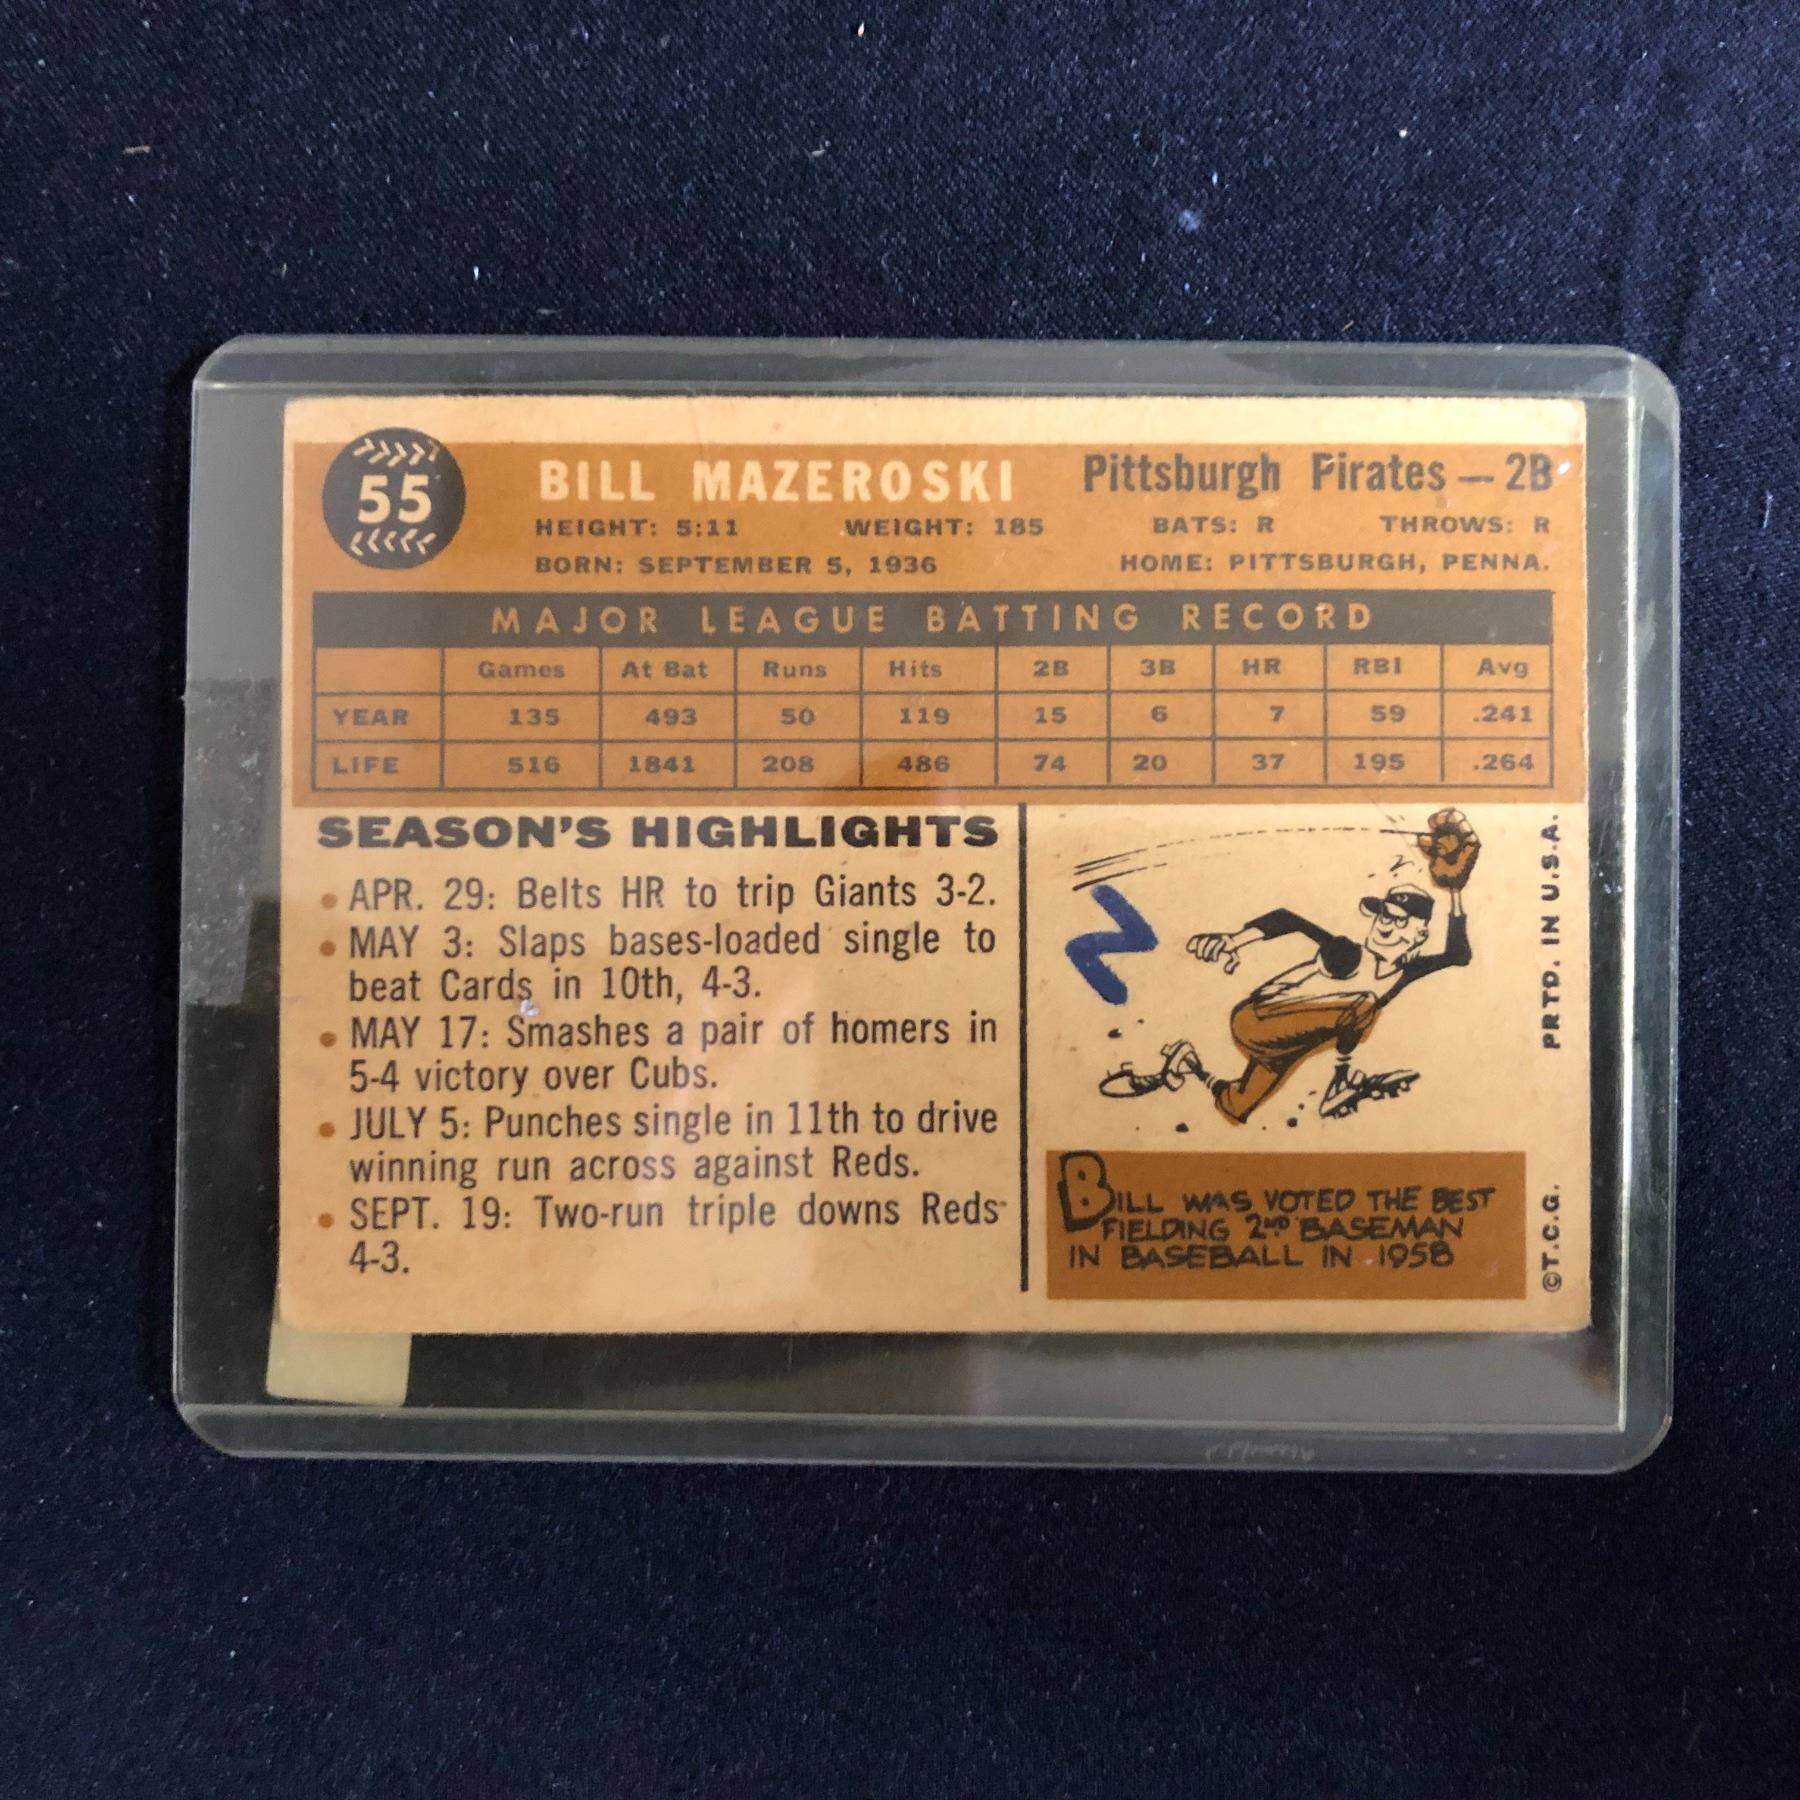 55
BILL MAZEROSKI Pittsburgh Pirates — 2B
HEIGHT: 5:11 WEIGHT: 185 BATS: R THROWS: R
BORN: SEPTEMBER 5, 1936 HOME: PITTSBURGH, PENNA.
MAJOR LEAGUE BATTING RECORD
Games At Bat Runs Hits 2B 3B HR RBI Avg
YEAR 135 493 50 119 15 6 7 59 .241
LIFE 516 1841 208 486 74 20 37 195 .264
SEASON'S HIGHLIGHTS
• APR. 29: Belts HR to trip Giants 3-2.
• MAY 3: Slaps bases-loaded single to
beat Cards in 10th, 4-3.
• MAY 17: Smashes a pair of homers in
5-4 victory over Cubs.
• JULY 5: Punches single in 11th to drive
winning run across against Reds.
• SEPT. 19: Two-run triple downs Reds
4-3.
BILL WAS VOTED THE BEST
FIELDING 2ND BASEMAN
IN BASEBALL IN 1958
©T.C.G. PRTD. IN U.S.A.